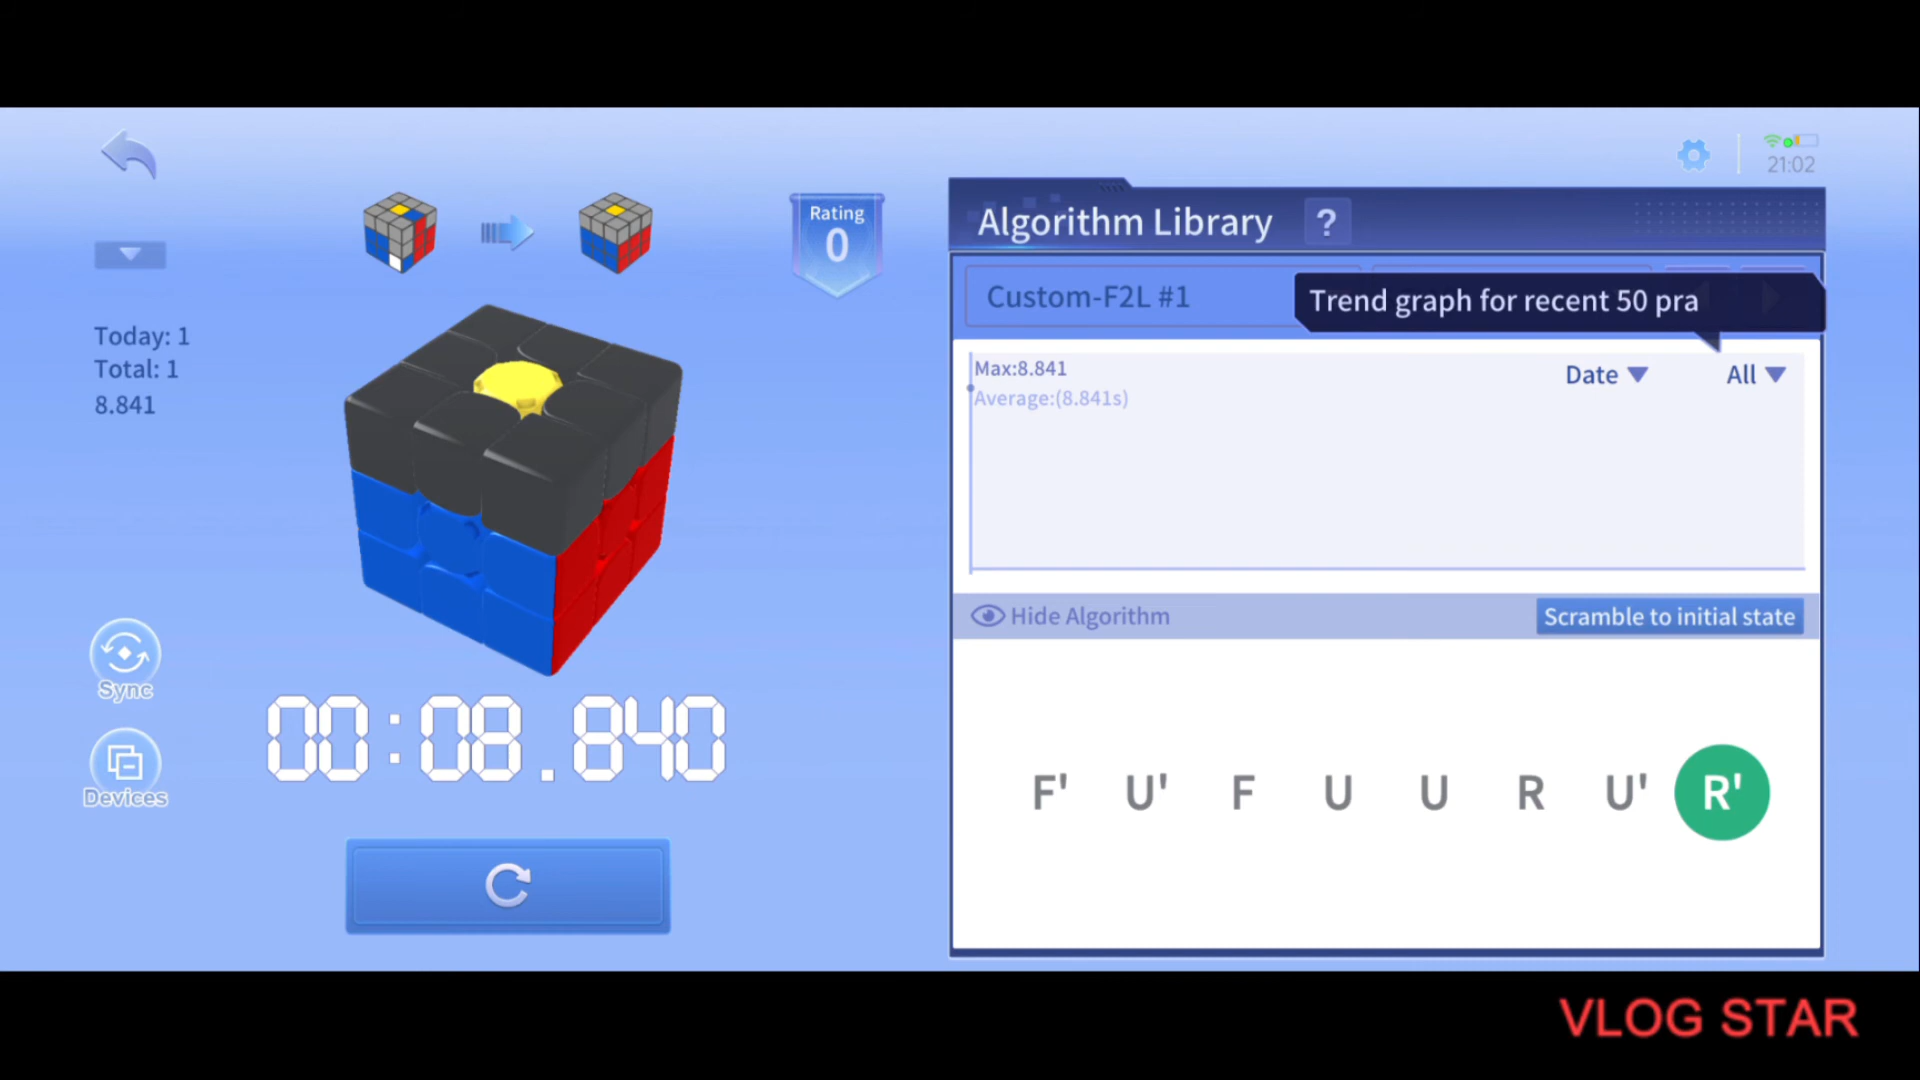 21:02
Rating
0
Algorithm Library ?
Custom-F2L #1
Trend graph for recent 50 pra
Today: 1
Total: 1
8.841
Max:8.841
Average:(8.841s)
Date
All
Hide Algorithm
Scramble to initial state
Sync
00:08.840
Devices
F' U' F U U R U' R'
VLOG STAR